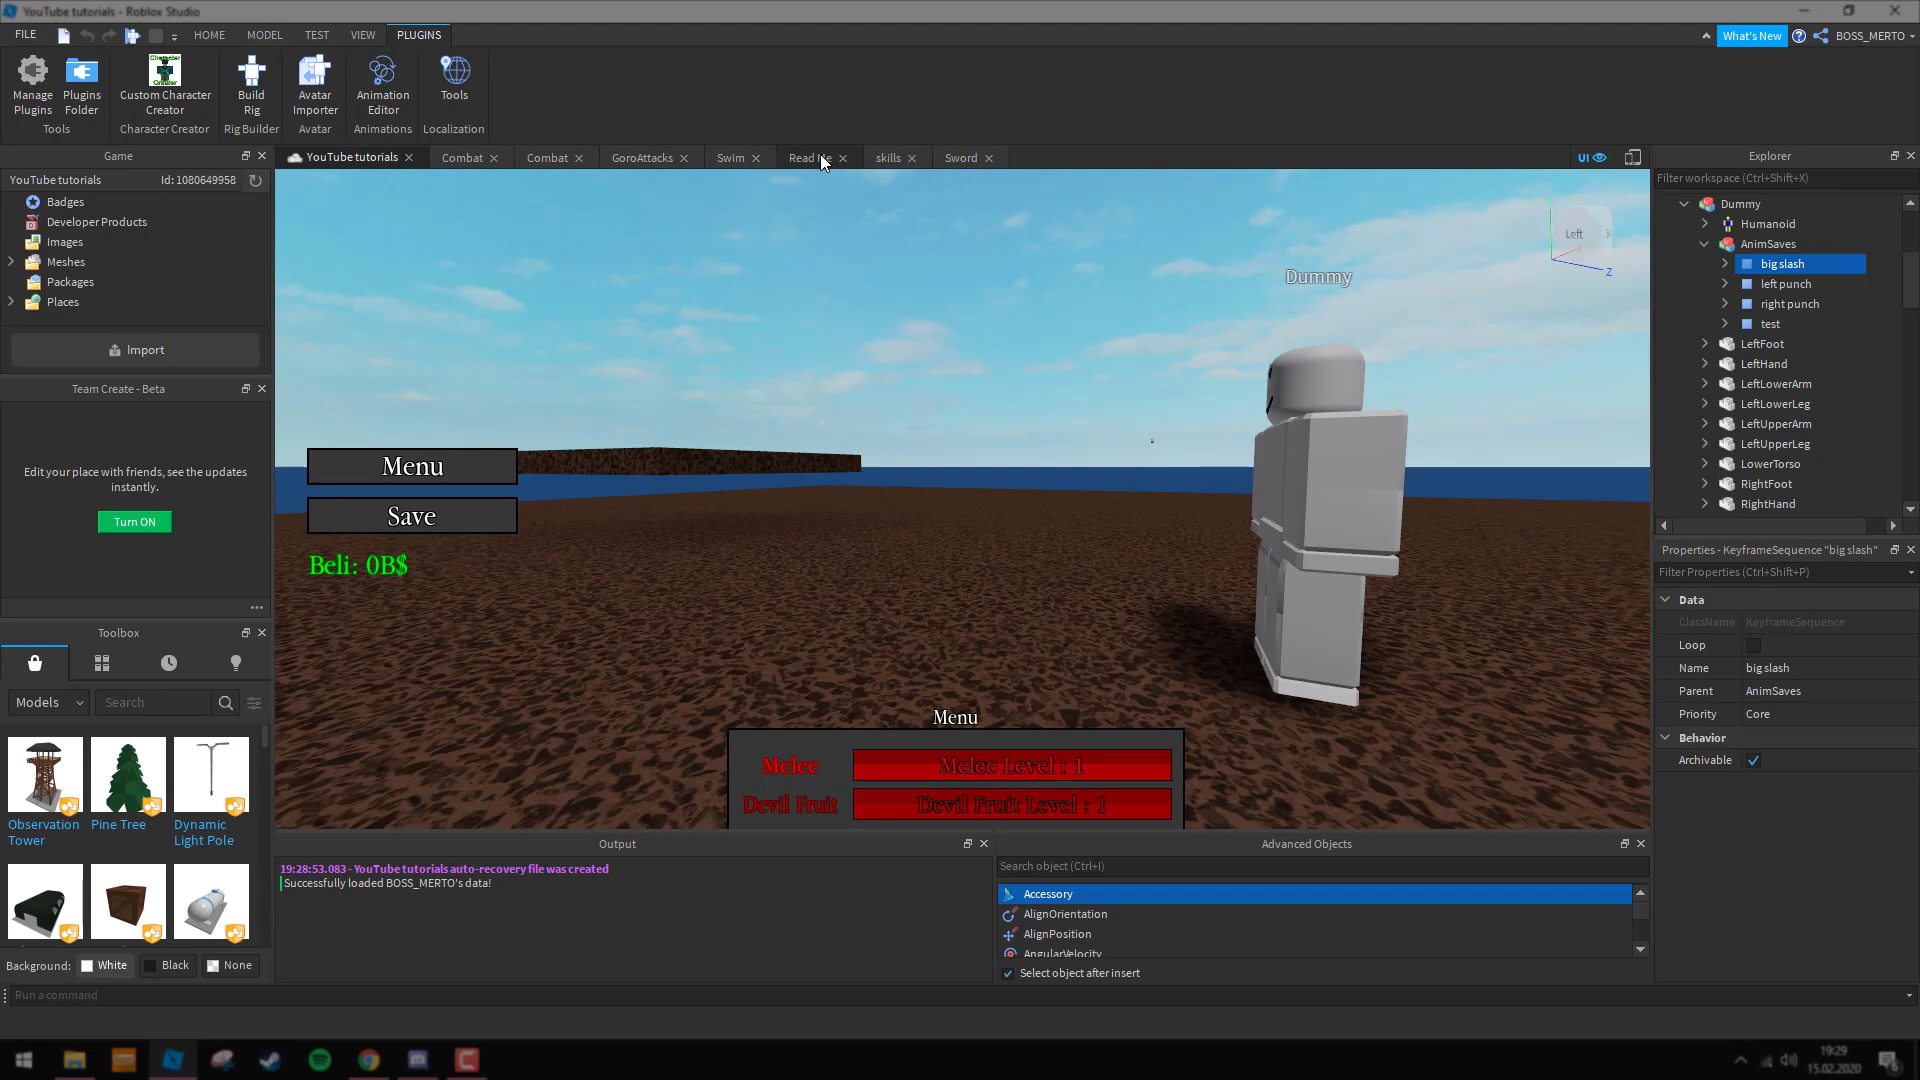 YouTube tutorials - Roblox Studio
FILE HOME MODEL TEST VIEW PLUGINS What's New BOSS_MERTO
Manage Plugins
Plugins Folder
Custom Character Creator
Build Rig
Avatar Importer
Animation Editor
Tools
Tools Character Creator Rig Builder Avatar Animations Localization
Game
YouTube tutorials Id: 1080649958
Badges
Developer Products
Images
Meshes
Packages
Places
Import
Team Create - Beta
Edit your place with friends, see the updates
instantly.
Turn ON
Toolbox
Models Search
Observation
Tower
Pine Tree
Dynamic
Light Pole
Background: White Black None
Run a command
YouTube tutorials Combat Combat GoroAttacks Swim Read Me skills Sword UI
Left
Z
Dummy
Menu
Save
Beli: 0B$
Menu
Melee Melee Level : 1
Devil Fruit Devil Fruit Level : 1
Output
19:28:53.083 - YouTube tutorials auto-recovery file was created
Successfully loaded BOSS_MERTO's data!
Advanced Objects
Search object (Ctrl+I)
Accessory
AlignOrientation
AlignPosition
AngularVelocity
Select object after insert
Explorer
Filter workspace (Ctrl+Shift+X)
Dummy
Humanoid
AnimSaves
big slash
left punch
right punch
test
LeftFoot
LeftHand
LeftLowerArm
LeftLowerLeg
LeftUpperArm
LeftUpperLeg
LowerTorso
RightFoot
RightHand
Properties - KeyframeSequence "big slash"
Filter Properties (Ctrl+Shift+P)
Data
ClassName KeyframeSequence
Loop
Name big slash
Parent AnimSaves
Priority Core
Behavior
Archivable
19:29
15.02.2020